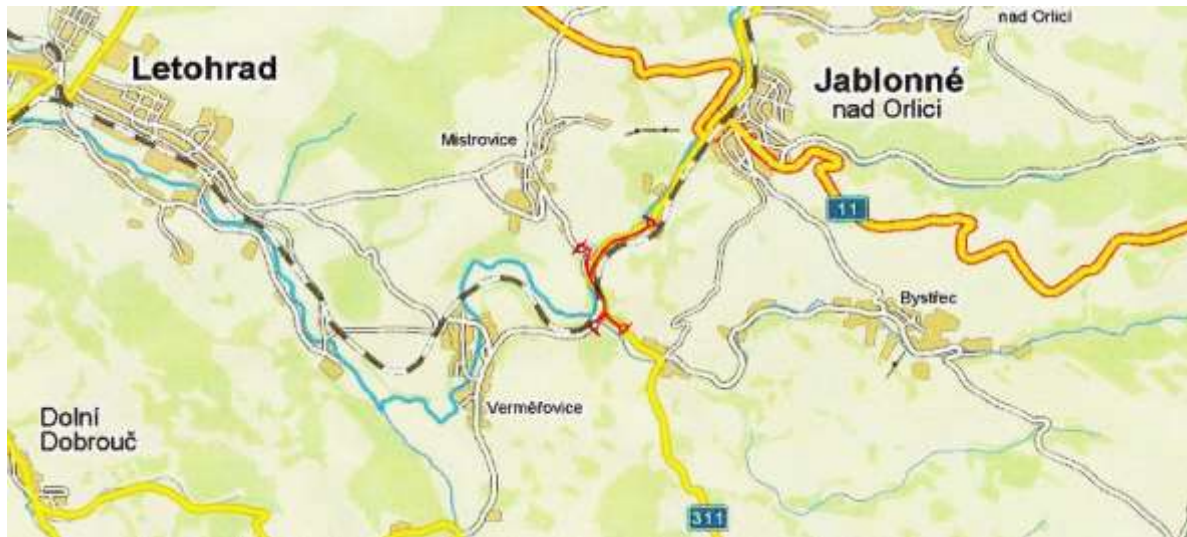 nad Orlicí
Letohrad
Jablonné
nad Orlicí
Mistrovice
11
Bystřec
Verměřovice
Dolní
Dobrouč
311